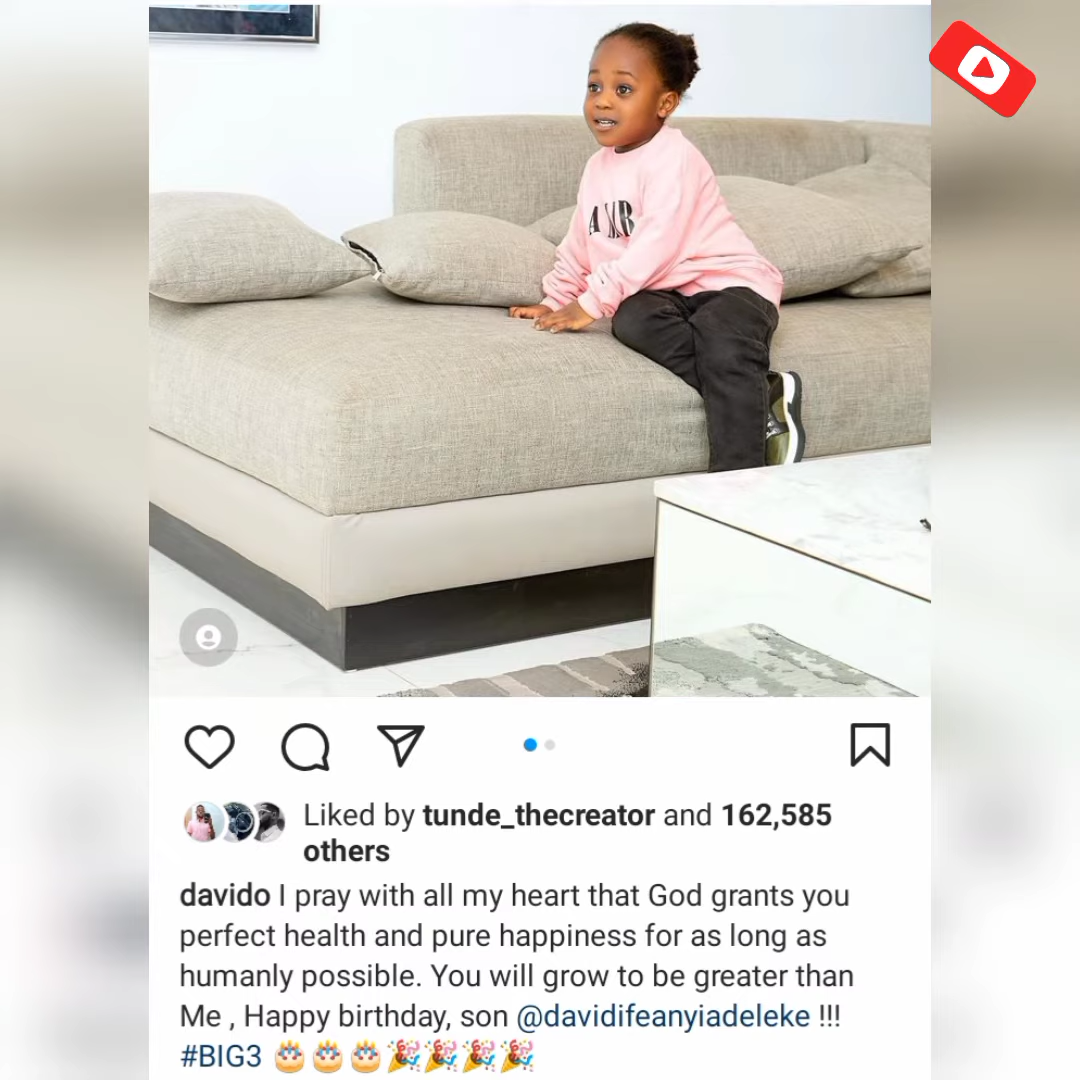 AMB
Liked by tunde_thecreator and 162,585
others
davido I pray with all my heart that God grants you
perfect health and pure happiness for as long as
humanly possible. You will grow to be greater than
Me , Happy birthday, son @davidifeanyiadeleke !!!
#BIG3 🎂🎂🎂🎉🎉🎉🎉